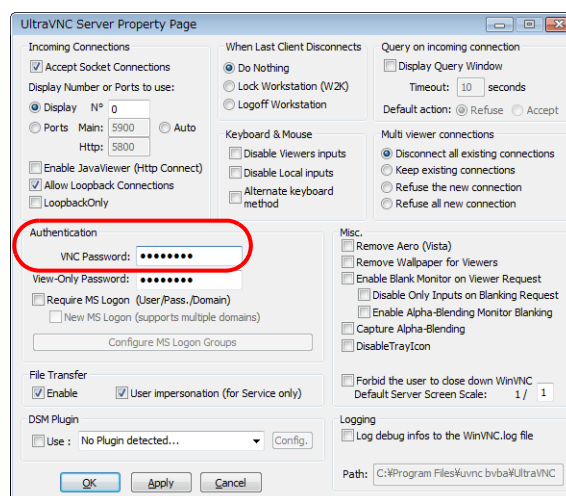 UltraVNC Server Property Page
Incoming Connections
Accept Socket Connections
Display Number or Ports to use:
Display N° 0
Ports Main: 5900 Auto
Http: 5800
Enable JavaViewer (Http Connect)
Allow Loopback Connections
LoopbackOnly
When Last Client Disconnects
Do Nothing
Lock Workstation (W2K)
Logoff Workstation
Keyboard & Mouse
Disable Viewers inputs
Disable Local inputs
Alternate keyboard
method
Query on incoming connection
Display Query Window
Timeout: 10 seconds
Default action: Refuse Accept
Multi viewer connections
Disconnect all existing connections
Keep existing connections
Refuse the new connection
Refuse all new connection
Authentication
VNC Password: ●●●●●●●●
View-Only Password: ●●●●●●●●
Require MS Logon (User/Pass./Domain)
New MS Logon (supports multiple domains)
Configure MS Logon Groups
Misc.
Remove Aero (Vista)
Remove Wallpaper for Viewers
Enable Blank Monitor on Viewer Request
Disable Only Inputs on Blanking Request
Enable Alpha-Blending Monitor Blanking
Capture Alpha-Blending
DisableTrayIcon
Forbid the user to close down WinVNC
Default Server Screen Scale: 1 / 1
File Transfer
Enable User impersonation (for Service only)
DSM Plugin
Use : No Plugin detected... Config.
Logging
Log debug infos to the WinVNC.log file
Path: C:¥Program Files¥uvnc bvba¥UltraVNC
OK Apply Cancel